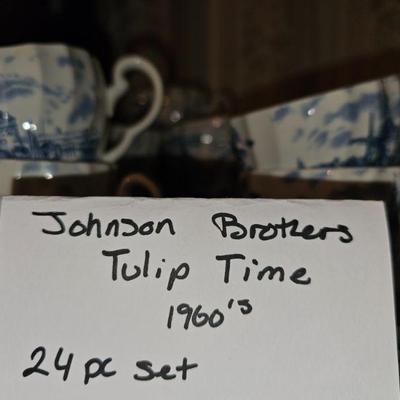 Johnson Brothers
Tulip Time
1960's
24 pc set